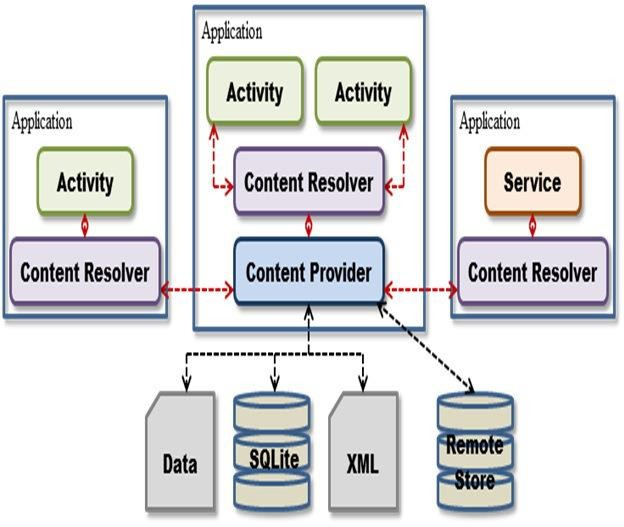 Application
Activity
Activity
Content Resolver
Content Provider
Application
Activity
Content Resolver
Application
Service
Content Resolver
Data
SQLite
XML
Remote
Store